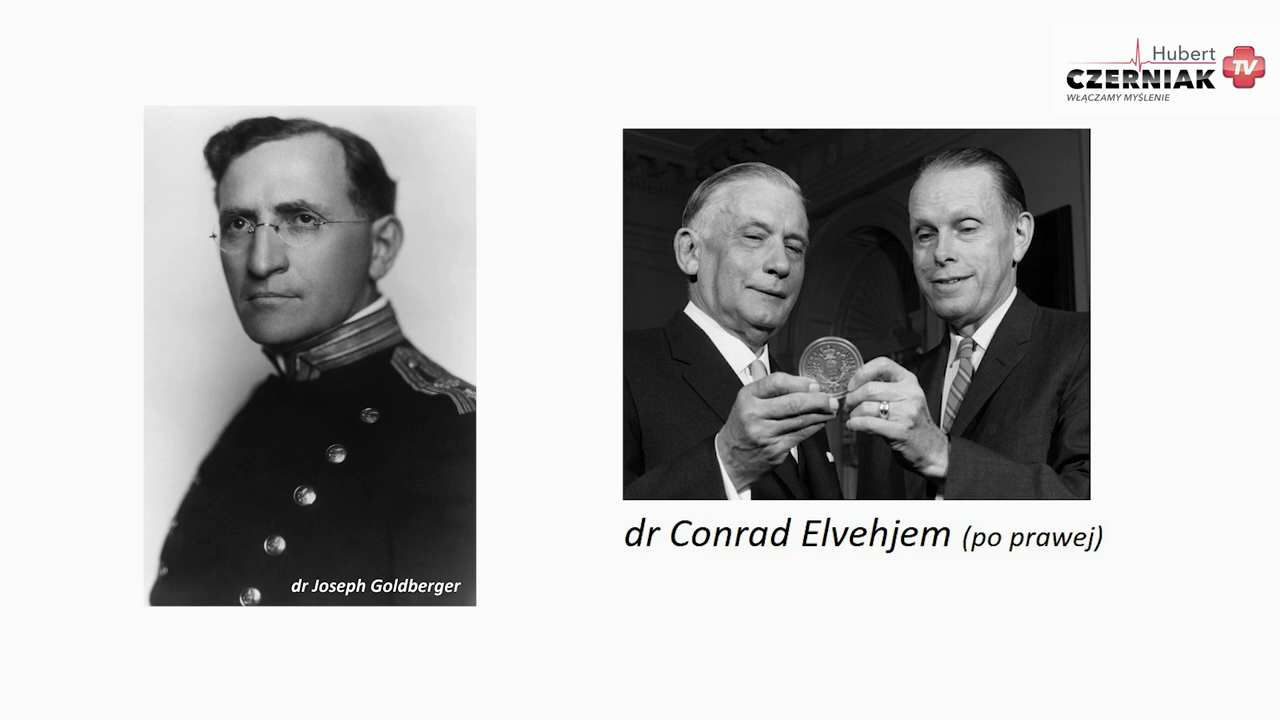 Hubert
CZERNIAK TV
WŁĄCZAMY MYŚLENIE
dr Joseph Goldberger
dr Conrad Elvehjem (po prawej)